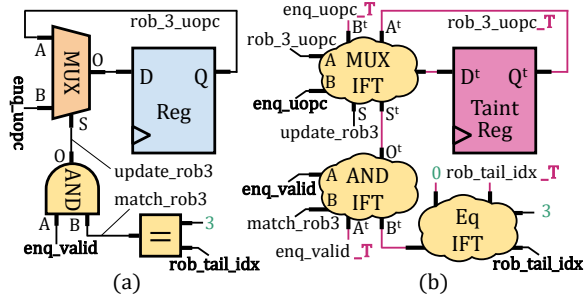 rob_3_uopc
A
MUX
O
B
S
enq_uopc
D Q
Reg
O
update_rob3
AND
match_rob3
A B
=
3
enq_valid
rob_tail_idx
(a)
enq_uopc_T
rob_3_uopc_T
Bᵗ Aᵗ
rob_3_uopc
A
MUX
B
IFT
enq_uopc
S Sᵗ
update_rob3
Dᵗ Qᵗ
Taint
Reg
Oᵗ
enq_valid
A
AND
B
IFT
match_rob3
Aᵗ Bᵗ
enq_valid_T
0 rob_tail_idx_T
Eq
IFT
3
rob_tail_idx
(b)